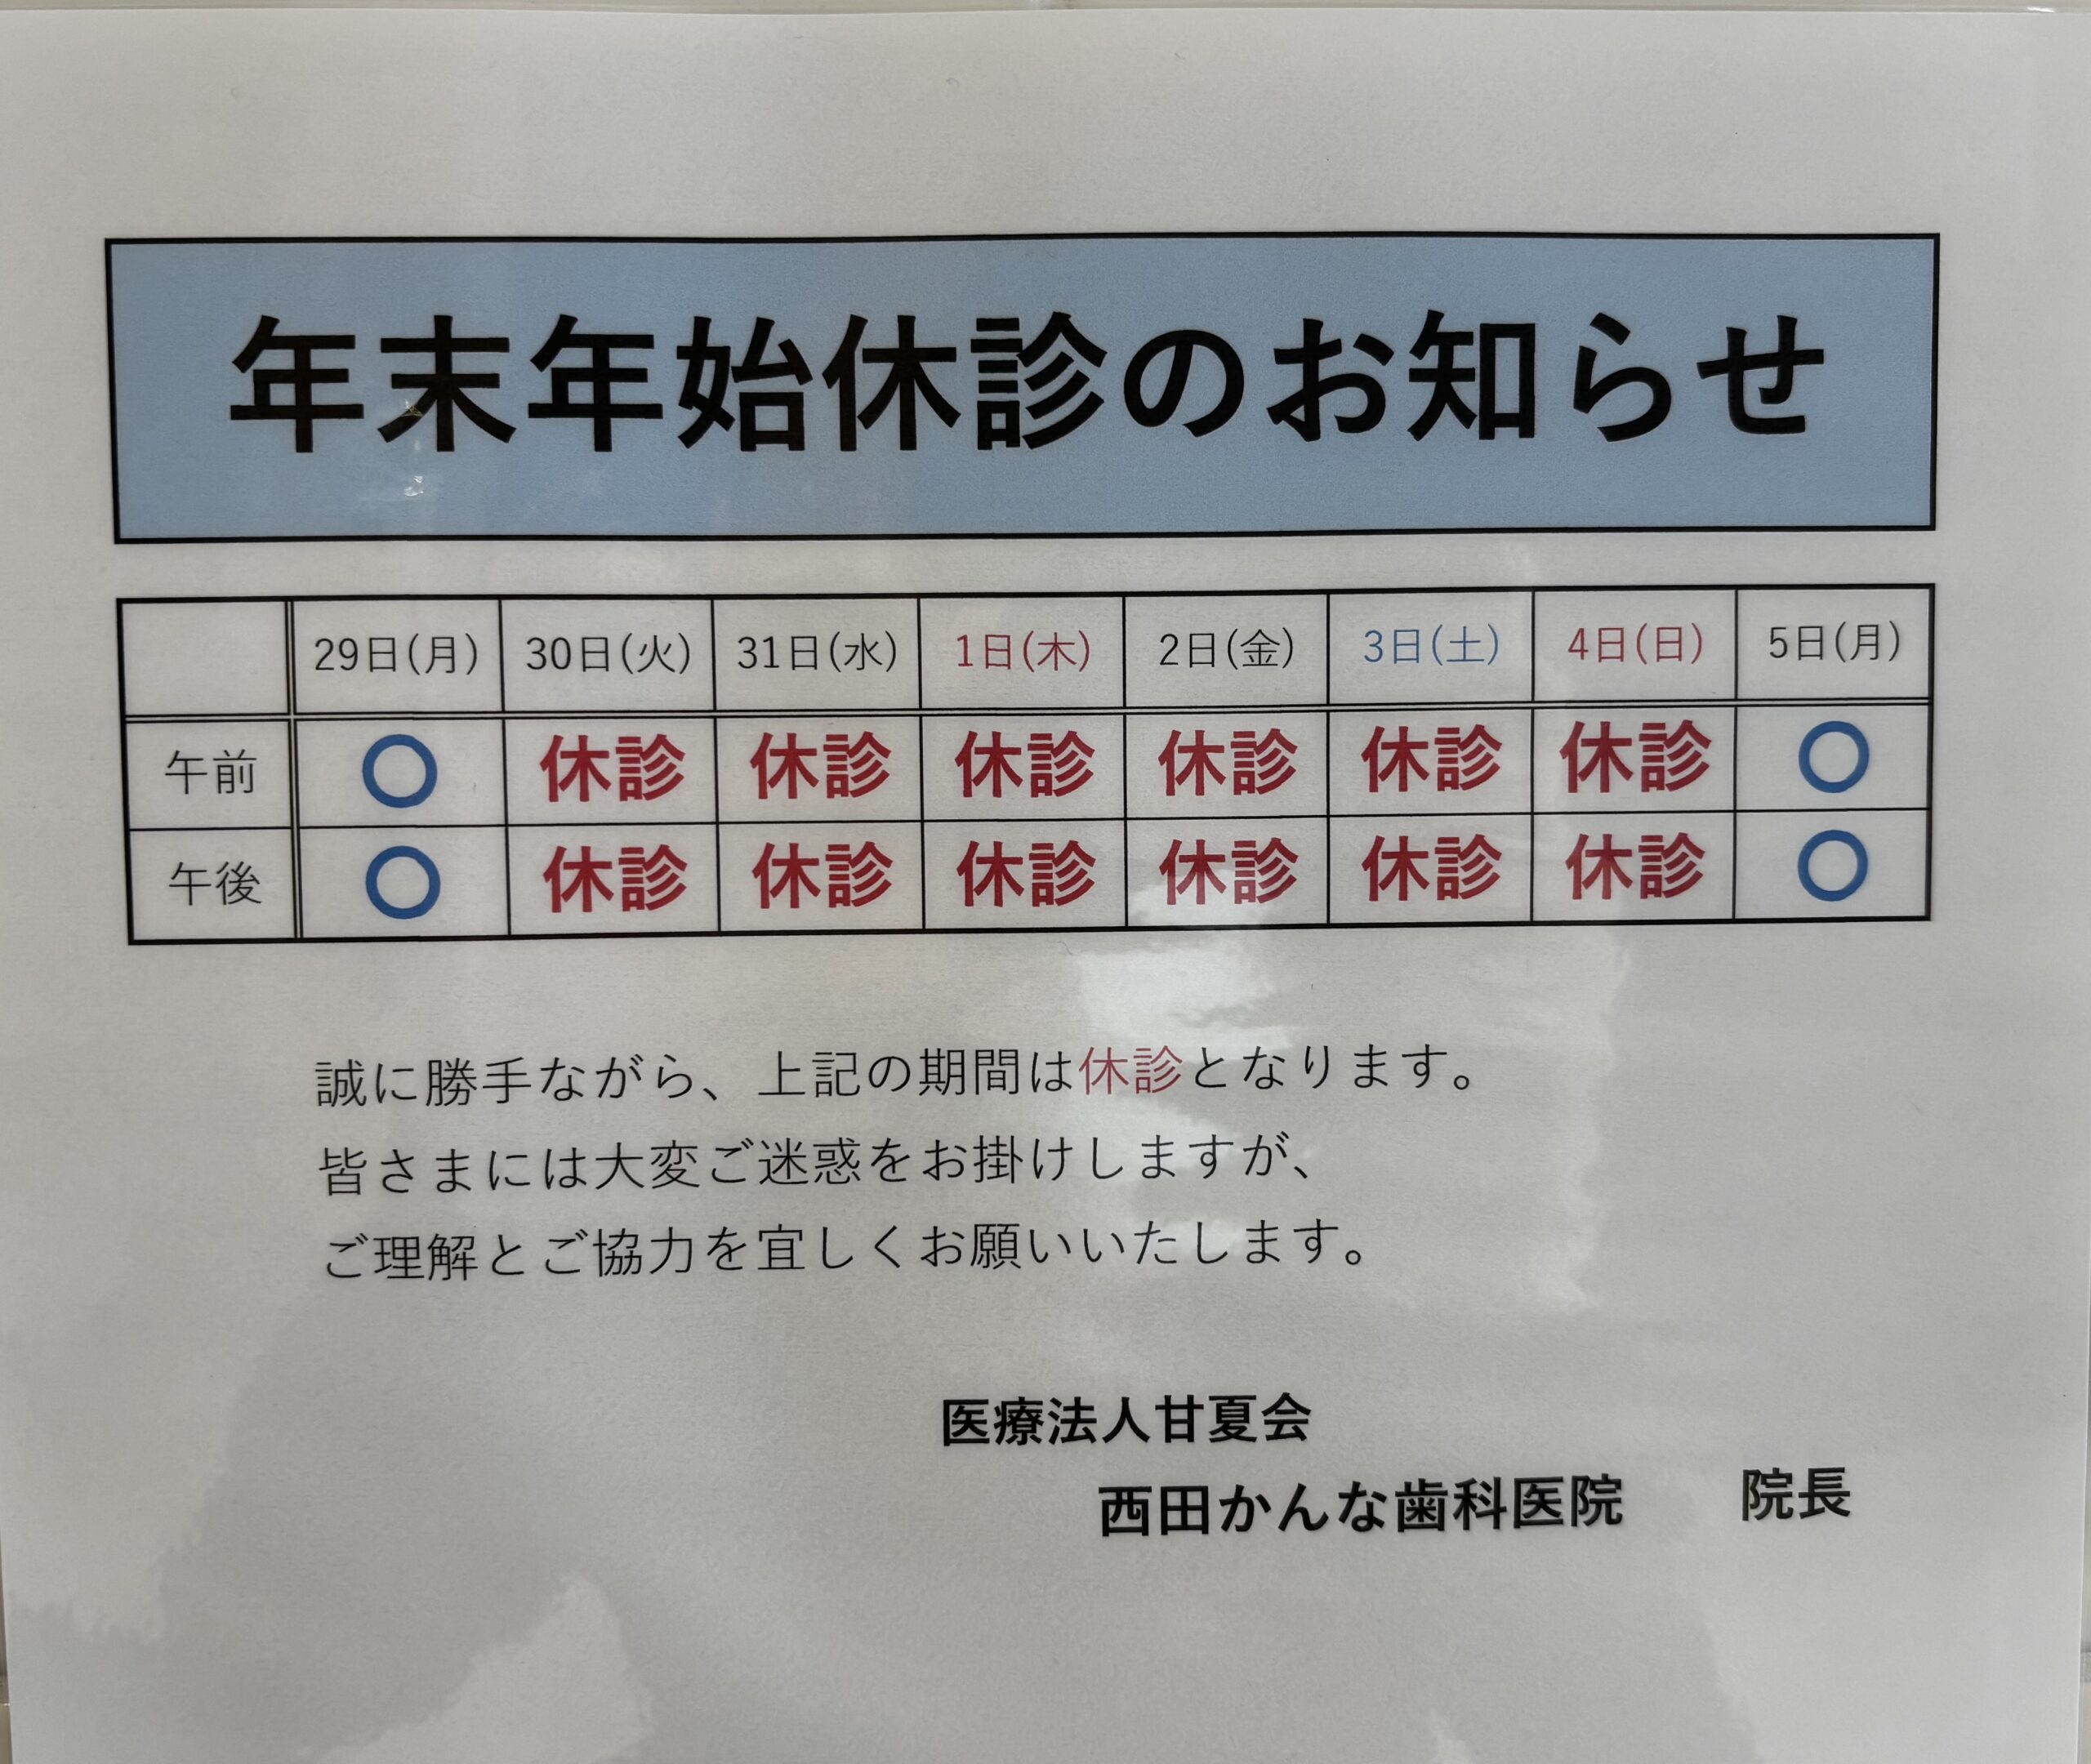 年末年始休診のお知らせ
29日(月) 30日(火) 31日(水) 1日(木) 2日(金) 3日(土) 4日(日) 5日(月)
午前 〇 休診 休診 休診 休診 休診 休診 〇
午後 〇 休診 休診 休診 休診 休診 休診 〇
誠に勝手ながら、上記の期間は休診となります。
皆さまには大変ご迷惑をお掛けしますが、
ご理解とご協力を宜しくお願いいたします。
医療法人甘夏会
西田かんな歯科医院 院長